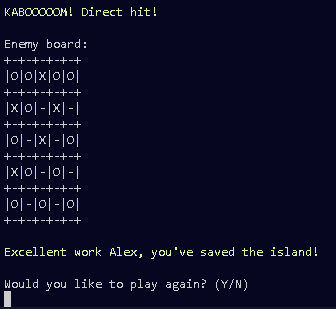 KABOOOOOM! Direct hit!
Enemy board:
+-+-+-+-+-+
|O|O|X|O|O|
+-+-+-+-+-+
|X|O|-|X|-|
+-+-+-+-+-+
|O|-|X|-|O|
+-+-+-+-+-+
|X|O|-|O|-|
+-+-+-+-+-+
|O|-|O|-|O|
+-+-+-+-+-+
Excellent work Alex, you've saved the island!
Would you like to play again? (Y/N)